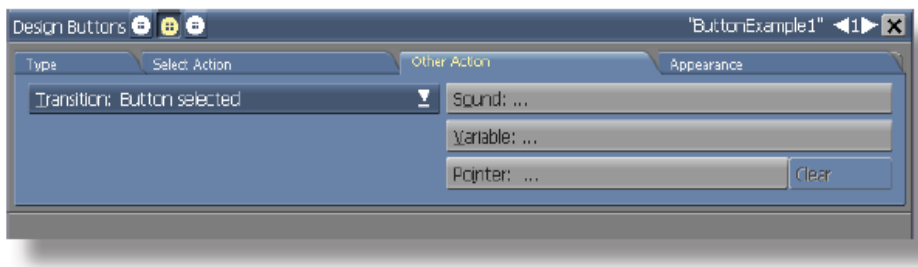 Design Buttons "ButtonExample1" 1
Type Select Action Other Action Appearance
Transition: Button selected Sound: ...
Variable: ...
Pointer: ... Clear